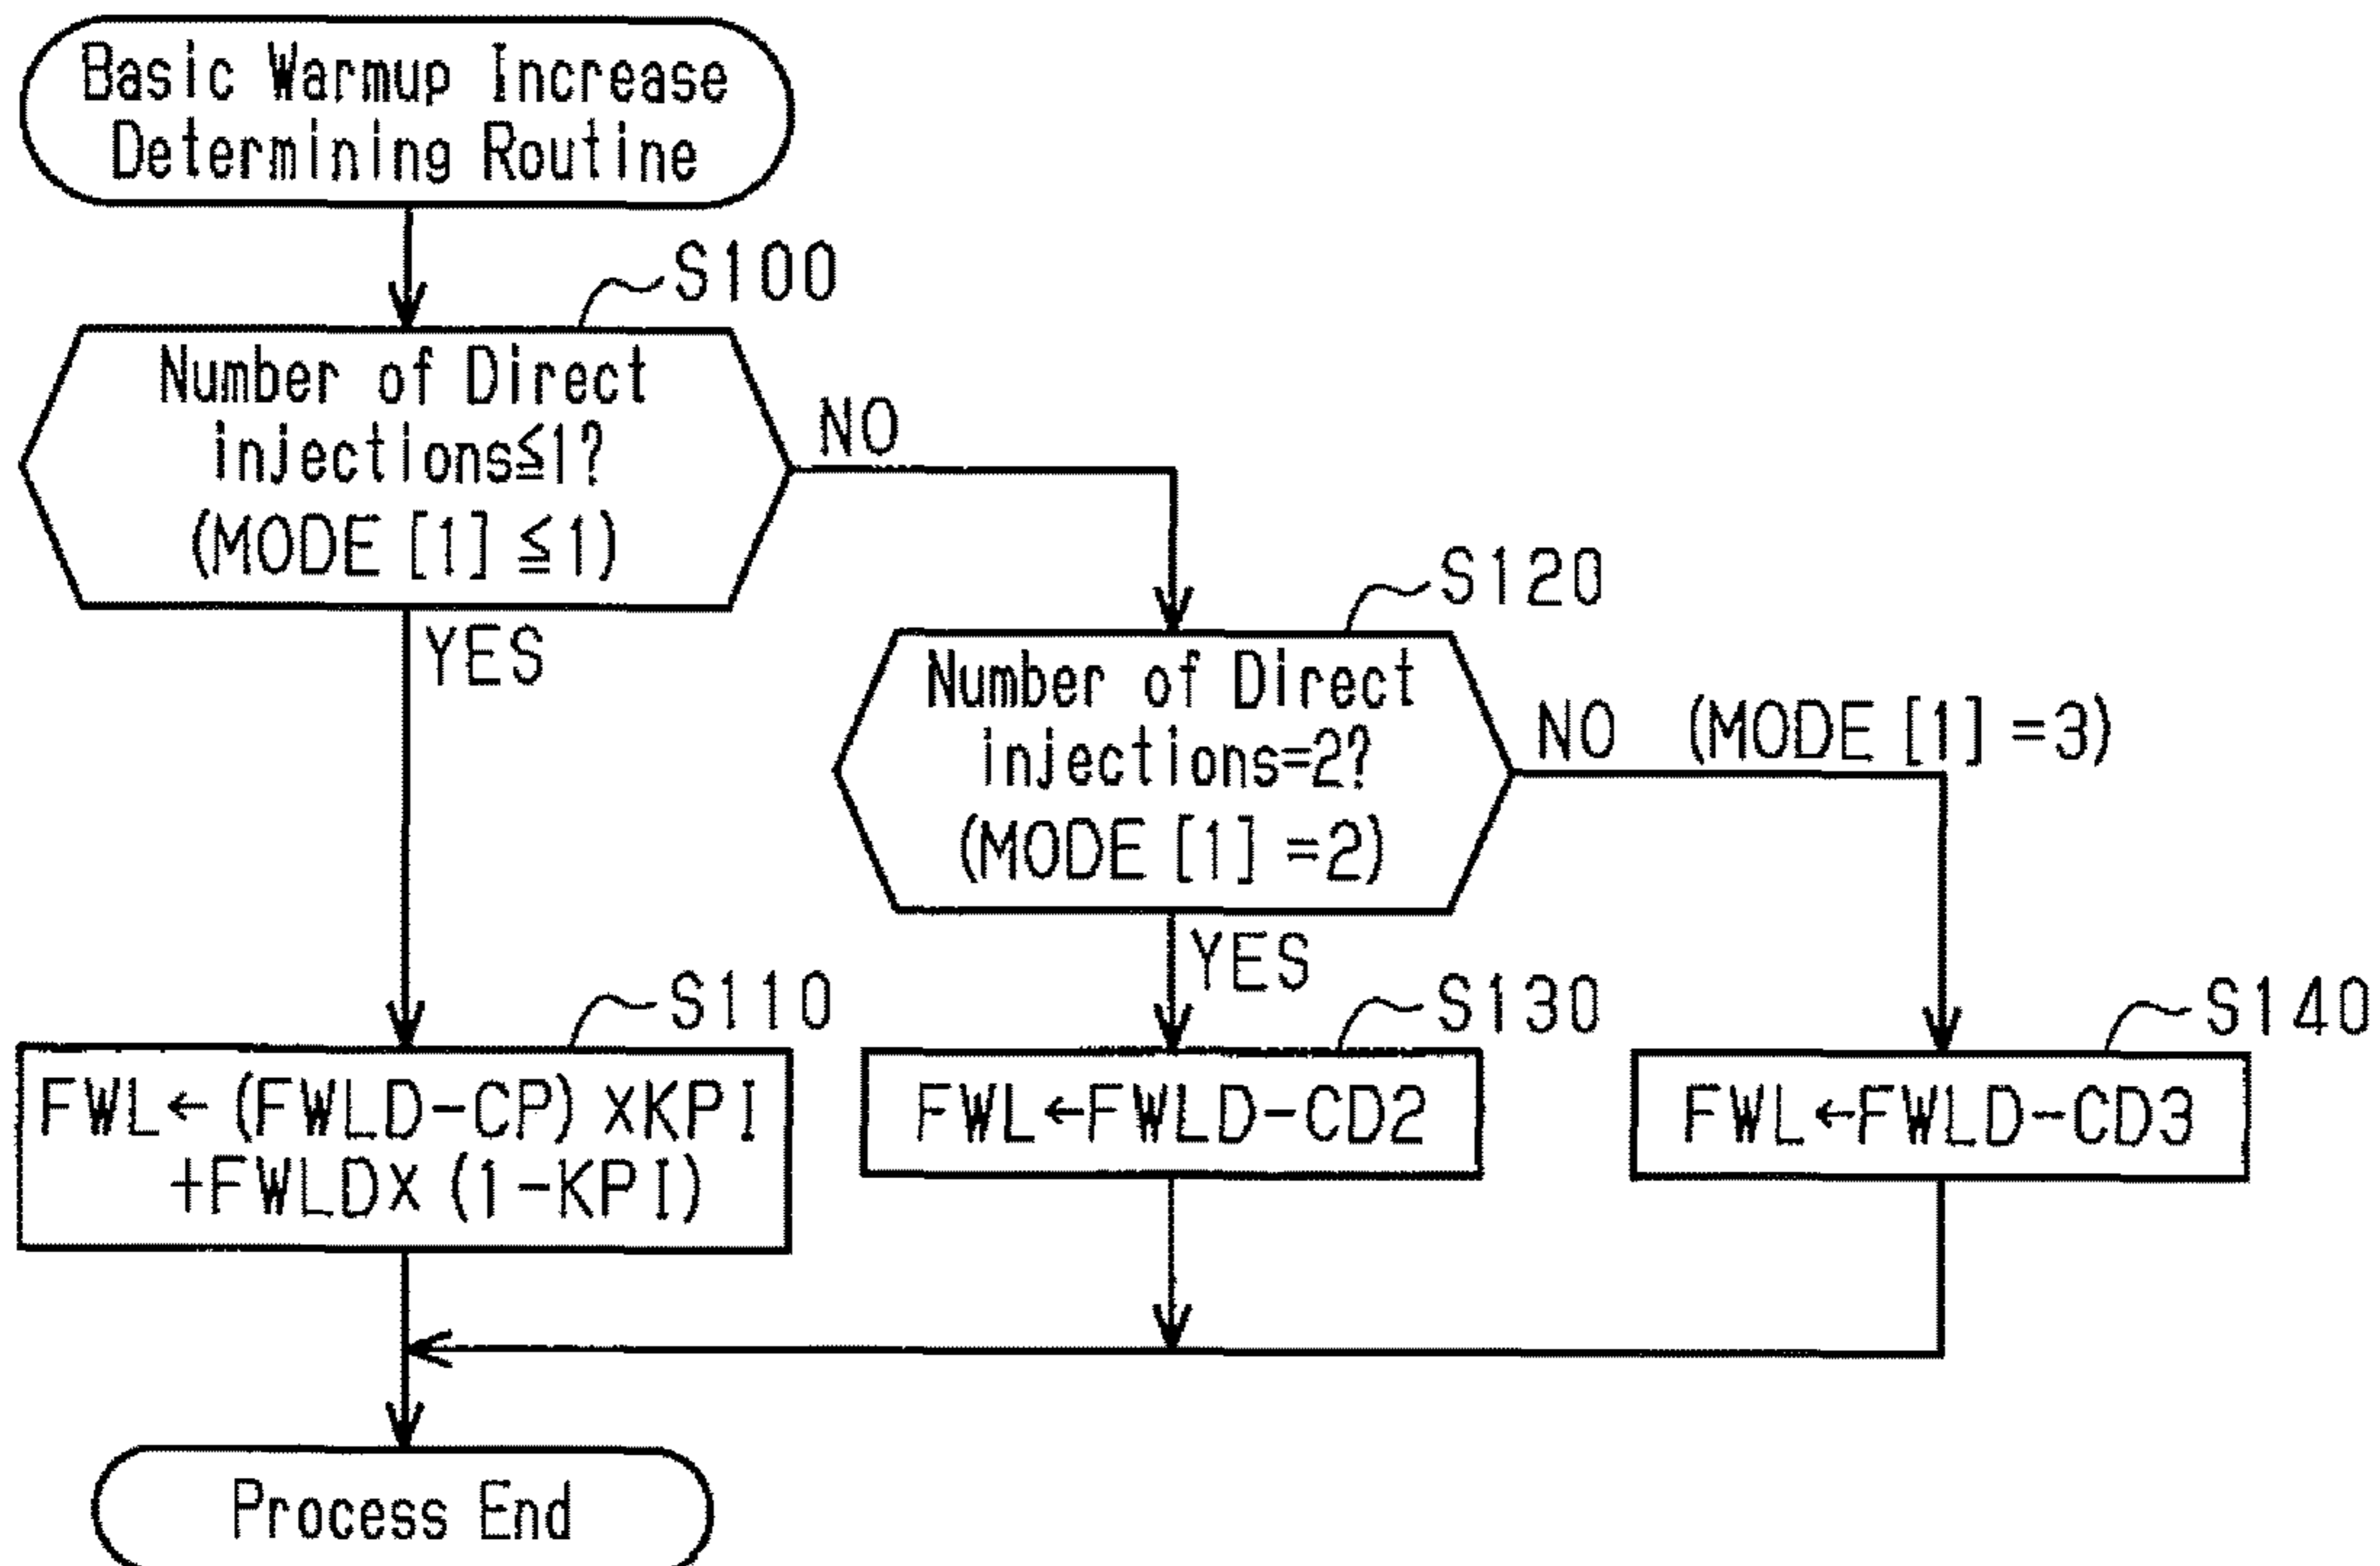 Basic Warmup Increase
Determining Routine
S100
Number of Direct
injections≦1?
(MODE [1] ≦1)
NO
YES
S120
Number of Direct
injections=2?
(MODE [1] =2)
NO (MODE [1] =3)
YES
S110
FWL← (FWLD-CP) ×KPI
+FWLD× (1-KPI)
S130
FWL←FWLD-CD2
S140
FWL←FWLD-CD3
Process End